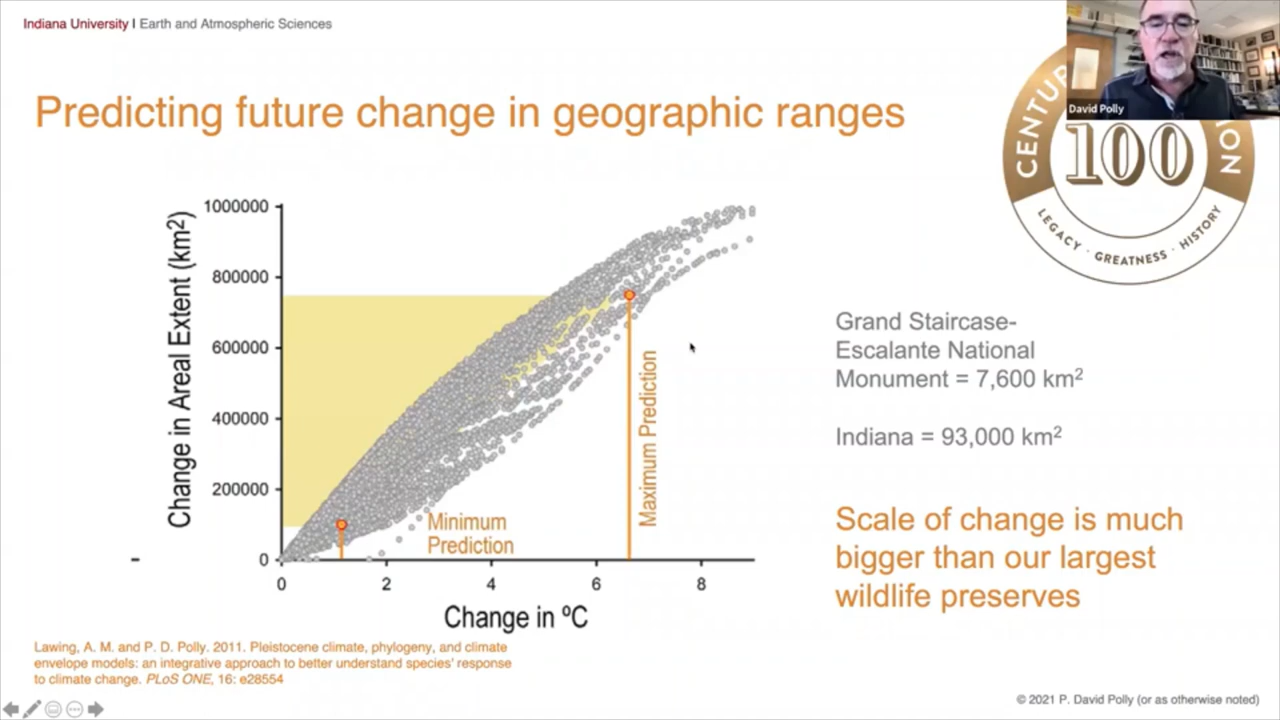 Indiana University I Earth and Atmospheric Sciences
David Polly
Predicting future change in geographic ranges
100
LEGACY · GREATNESS · HISTORY
Change in Areal Extent (km2)
1000000
800000
600000
400000
200000
0
0 2 4 6 8
Change in ºC
Minimum
Prediction
Maximum Prediction
Grand Staircase-
Escalante National
Monument = 7,600 km2
Indiana = 93,000 km2
Scale of change is much
bigger than our largest
wildlife preserves
Lawing, A. M. and P. D. Polly. 2011. Pleistocene climate, phylogeny, and climate
envelope models: an integrative approach to better understand species' response
to climate change. PLoS ONE, 16: e28554
© 2021 P. David Polly (or as otherwise noted)